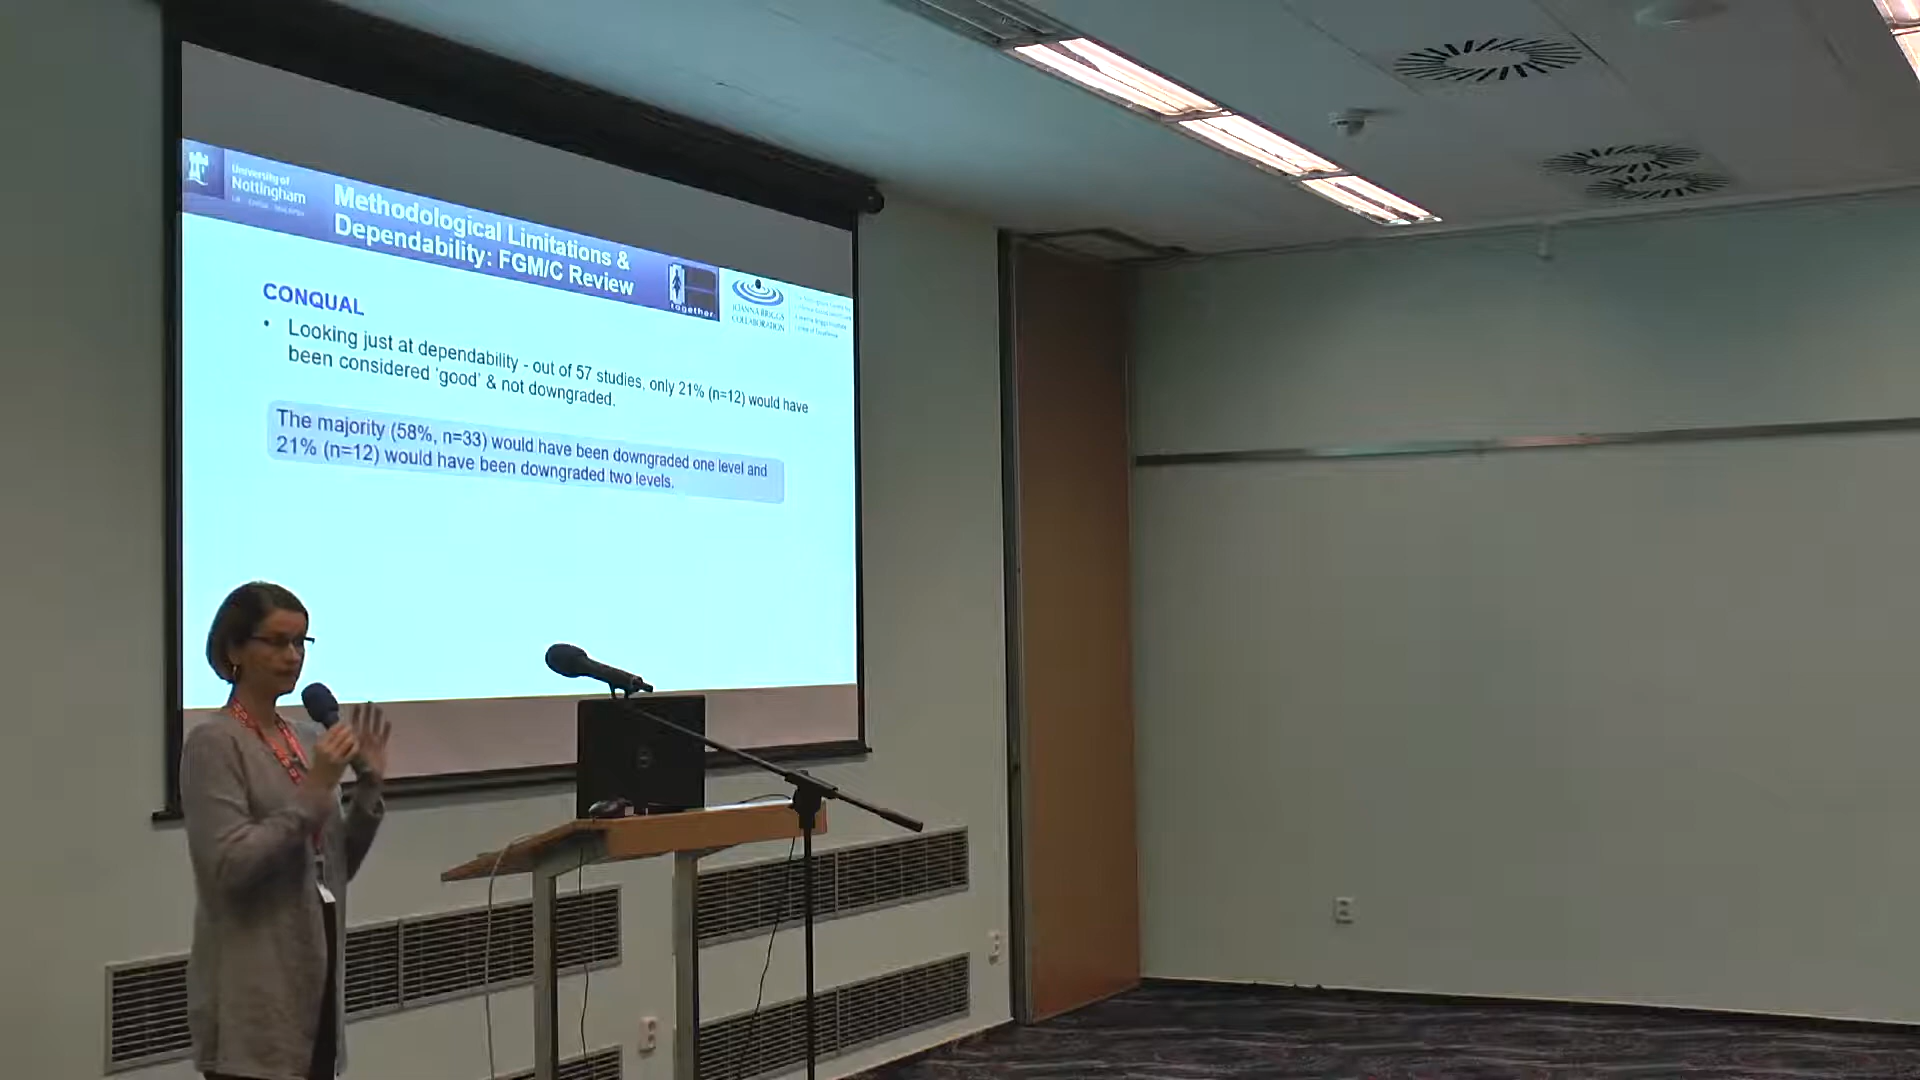 University of
Nottingham
Methodological Limitations &
Dependability: FGM/C Review
together
JOANNA BRIGGS
COLLABORATION
CONQUAL
• Looking just at dependability - out of 57 studies, only 21% (n=12) would have
been considered 'good' & not downgraded.
The majority (58%, n=33) would have been downgraded one level and
21% (n=12) would have been downgraded two levels.